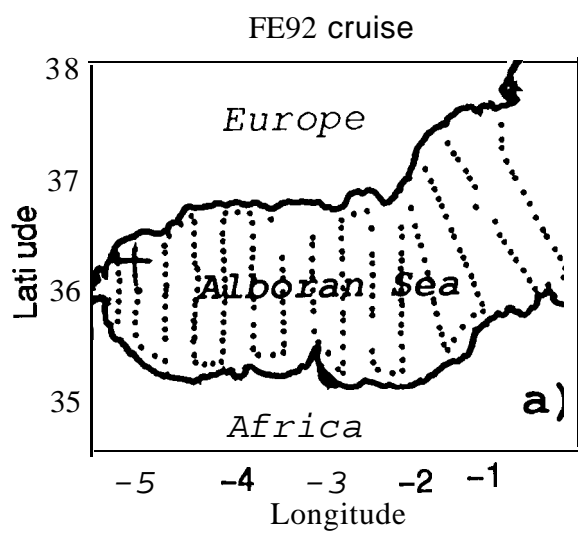 FE92 cruise
38
Europe
37
Lati ude
36
Alboran Sea
35
a)
Africa
-5 -4 -3 -2 -1
Longitude